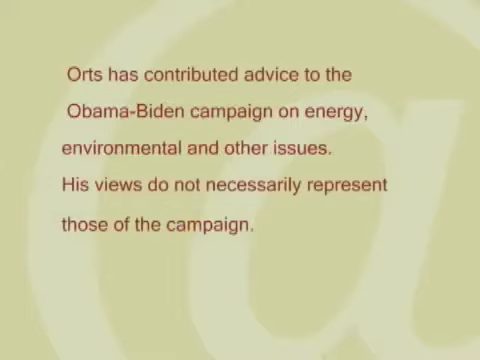 Orts has contributed advice to the
Obama-Biden campaign on energy,
environmental and other issues.
His views do not necessarily represent
those of the campaign.